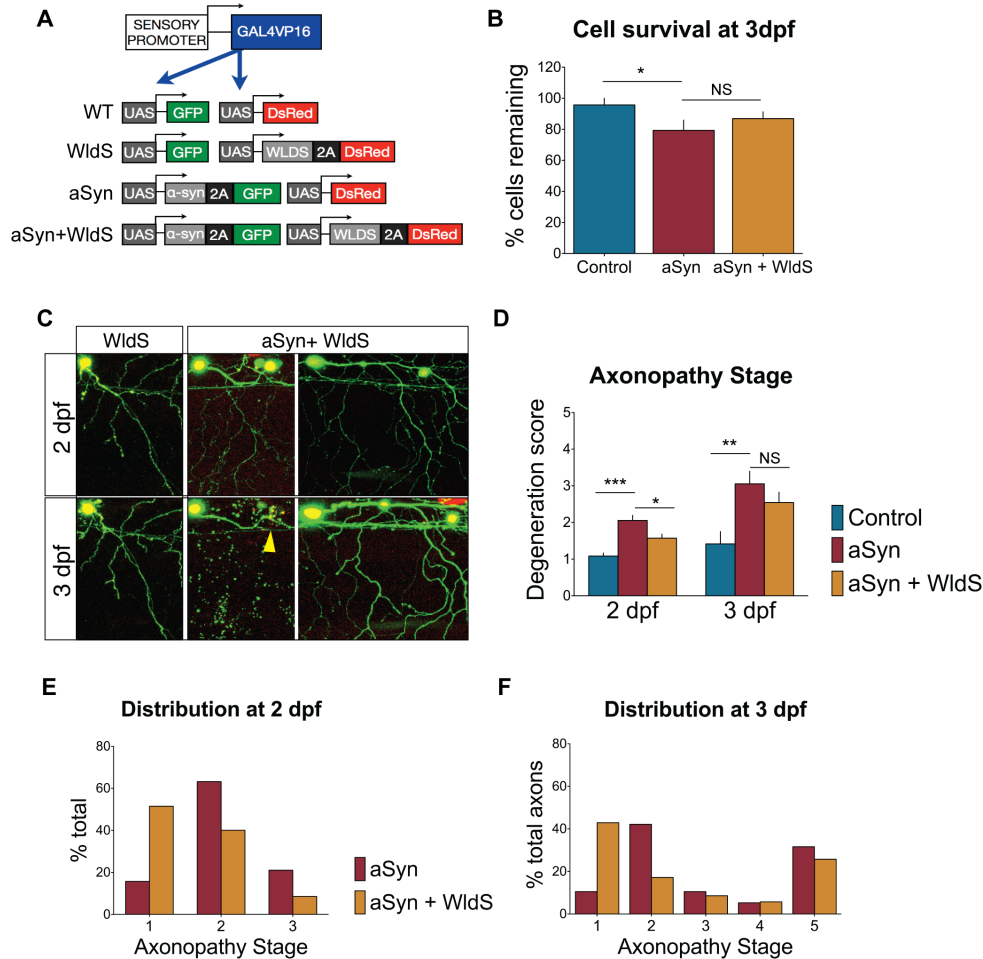 A
SENSORY
PROMOTER
GAL4VP16
WT
UAS
GFP
UAS
DsRed
WldS
UAS
GFP
UAS
WLDS
2A
DsRed
aSyn
UAS
α-syn
2A
GFP
UAS
DsRed
aSyn+WldS
UAS
α-syn
2A
GFP
UAS
WLDS
2A
DsRed
B
Cell survival at 3dpf
% cells remaining
120
100
80
60
40
20
0
*
NS
Control
aSyn
aSyn + WldS
C
WldS
aSyn+ WldS
2 dpf
3 dpf
D
Axonopathy Stage
Degeneration score
5
4
3
2
1
0
***
*
**
NS
2 dpf
3 dpf
Control
aSyn
aSyn + WldS
E
Distribution at 2 dpf
% total
80
60
40
20
0
1
2
3
Axonopathy Stage
aSyn
aSyn + WldS
F
Distribution at 3 dpf
% total axons
80
60
40
20
0
1
2
3
4
5
Axonopathy Stage